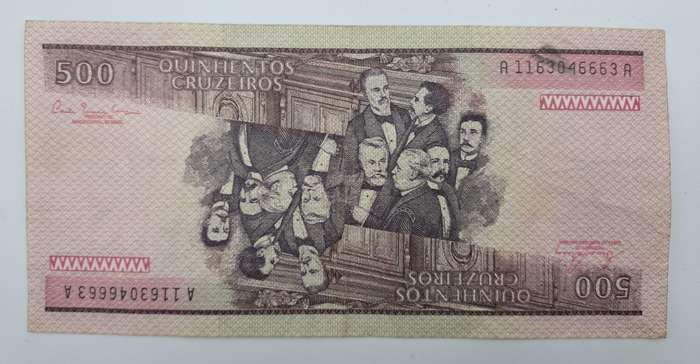 500
QUINHENTOS
CRUZEIROS
A 1163046663 A
A 1163046663 A
QUINHENTOS
CRUZEIROS
500